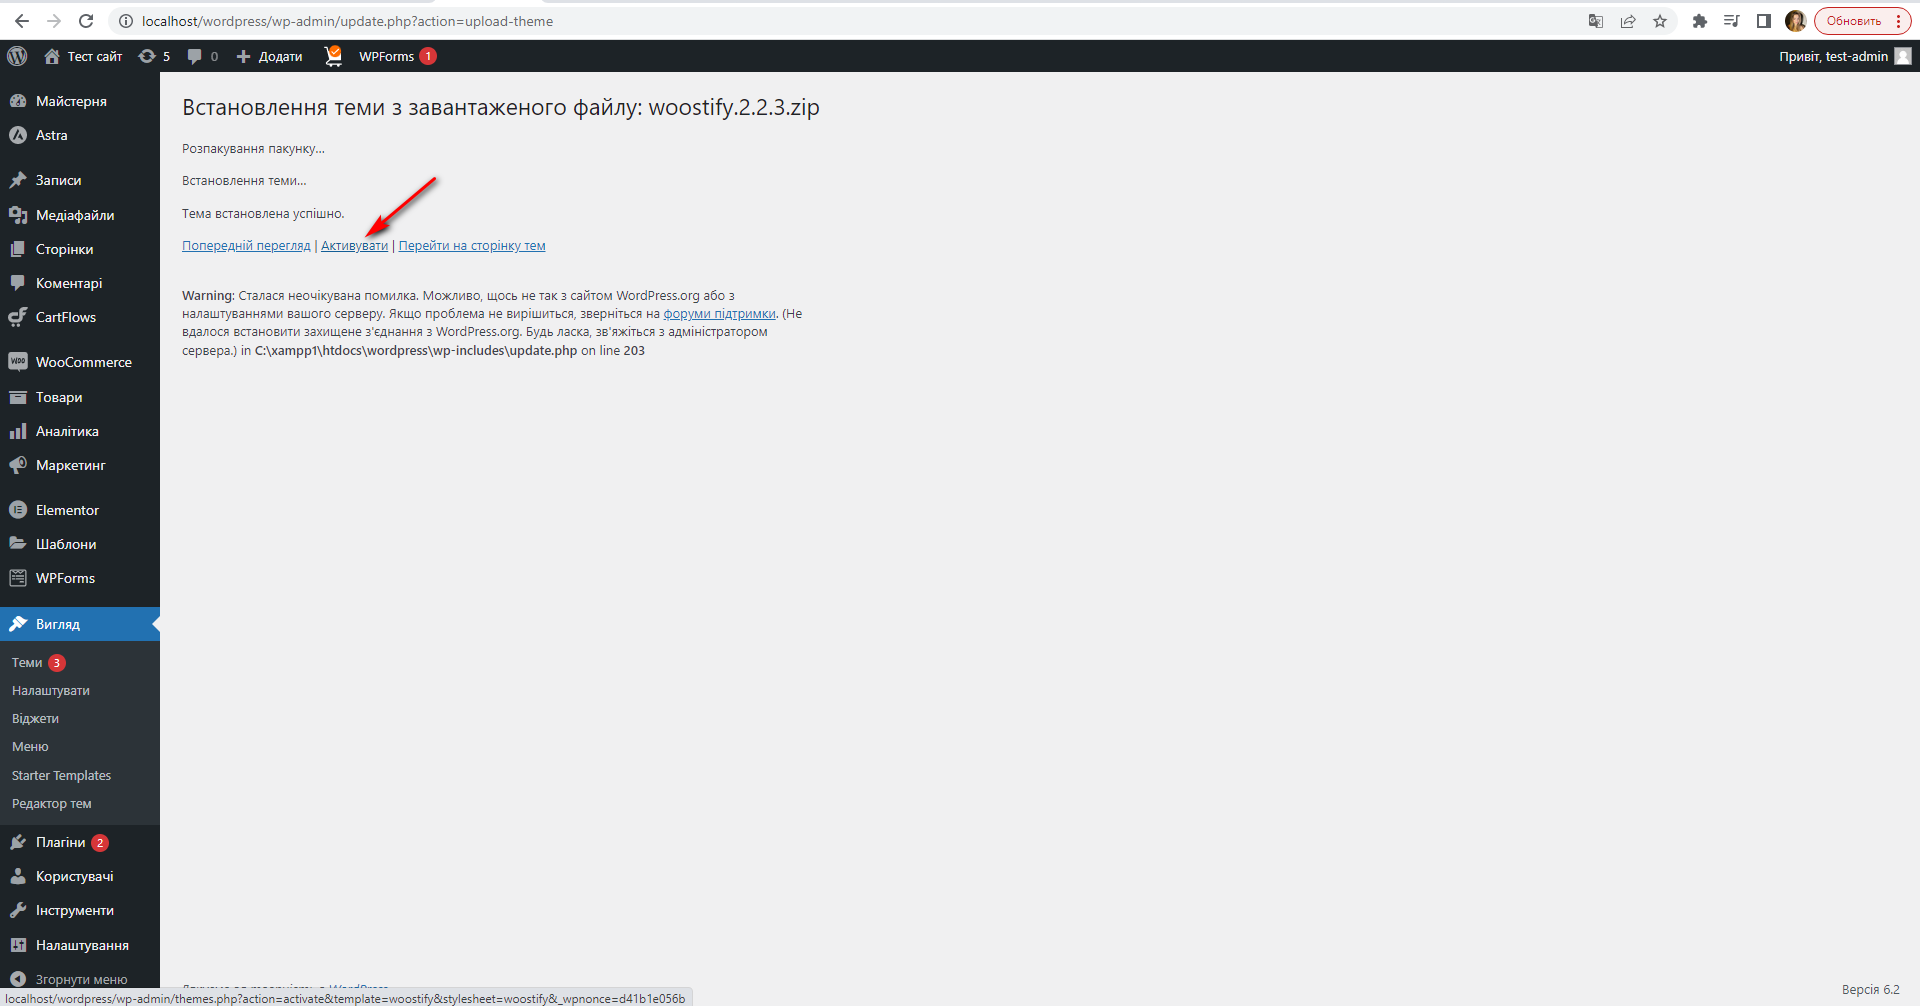 localhost/wordpress/wp-admin/update.php?action=upload-theme
Обновить
Тест сайт
5
0
Додати
WPForms 1
Привіт, test-admin
Майстерня
Astra
Записи
Медіафайли
Сторінки
Коментарі
CartFlows
WooCommerce
Товари
Аналітика
Маркетинг
Elementor
Шаблони
WPForms
Вигляд
Теми 3
Налаштувати
Віджети
Меню
Starter Templates
Редактор тем
Плагіни 2
Користувачі
Інструменти
Налаштування
Згорнути меню
Встановлення теми з завантаженого файлу: woostify.2.2.3.zip
Розпакування пакунку…
Встановлення теми…
Тема встановлена успішно.
Попередній перегляд | Активувати | Перейти на сторінку тем
Warning: Сталася неочікувана помилка. Можливо, щось не так з сайтом WordPress.org або з
налаштуваннями вашого серверу. Якщо проблема не вирішиться, зверніться на форуми підтримки. (Не
вдалося встановити захищене з'єднання з WordPress.org. Будь ласка, зв'яжіться з адміністратором
сервера.) in C:\xampp1\htdocs\wordpress\wp-includes\update.php on line 203
localhost/wordpress/wp-admin/themes.php?action=activate&template=woostify&stylesheet=woostify&_wpnonce=d41b1e056b
Версія 6.2